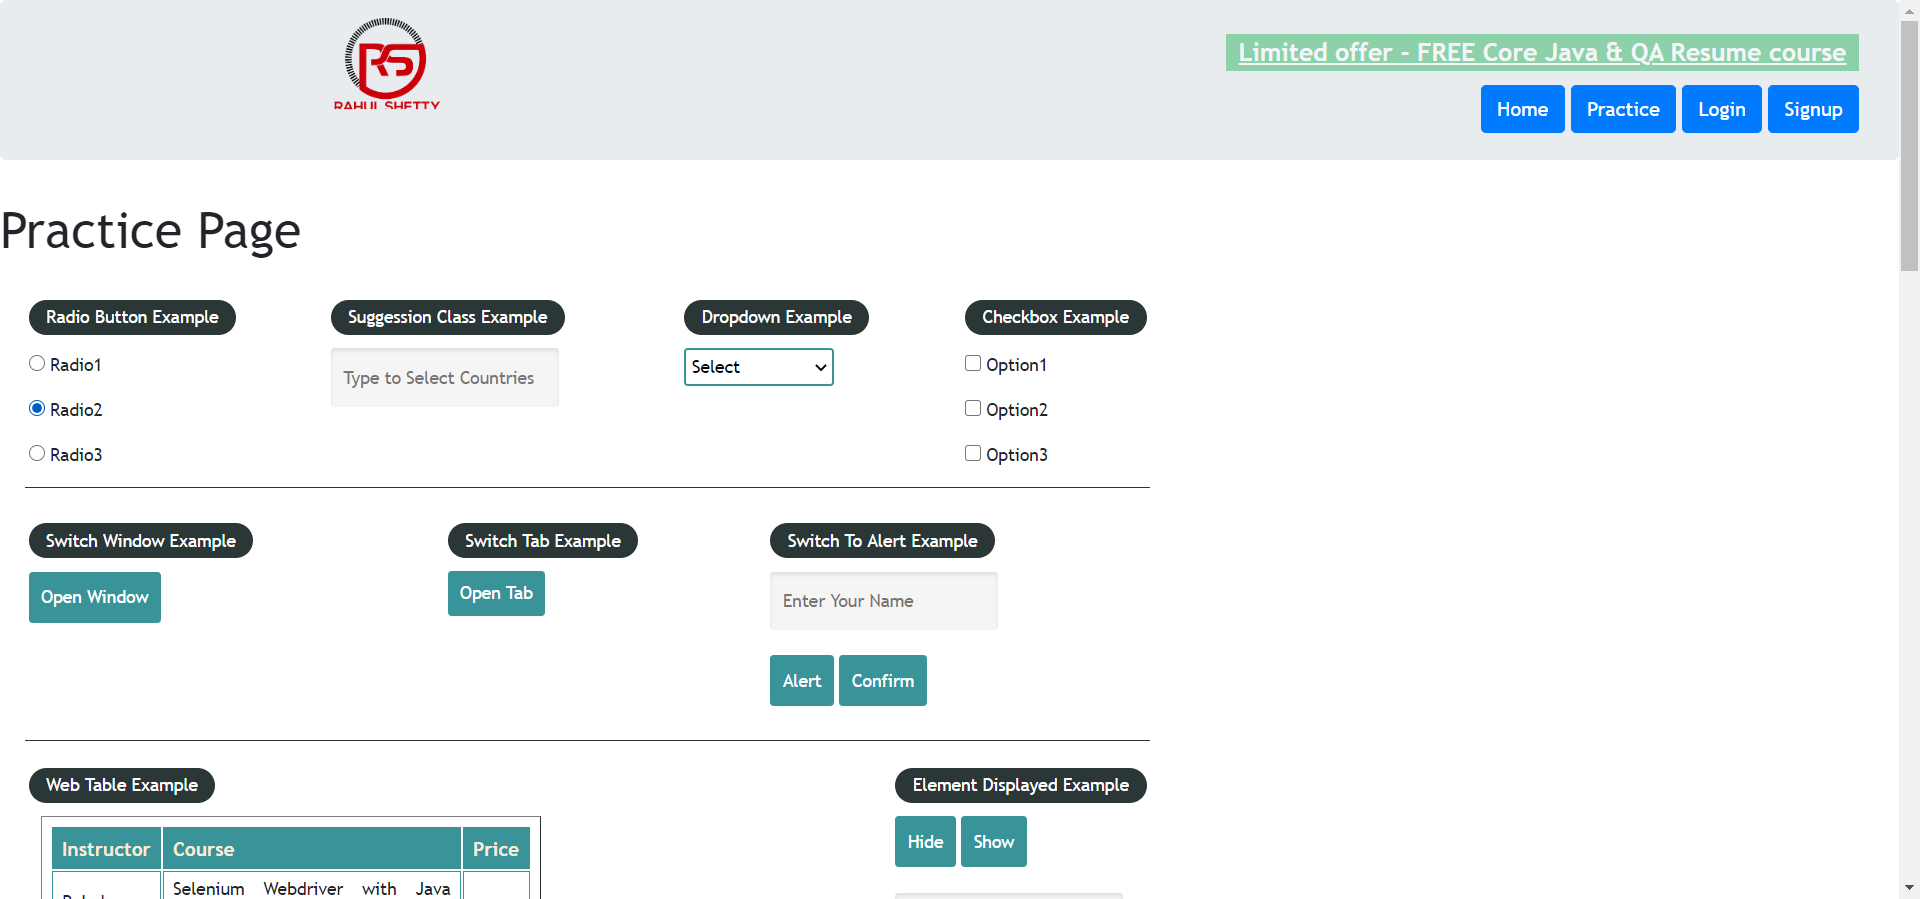 RAHUL SHETTY
Limited offer - FREE Core Java & QA Resume course
Home Practice Login Signup
Practice Page
Radio Button Example
Radio1
Radio2
Radio3
Suggession Class Example
Type to Select Countries
Dropdown Example
Select
Checkbox Example
Option1
Option2
Option3
Switch Window Example
Open Window
Switch Tab Example
Open Tab
Switch To Alert Example
Enter Your Name
Alert Confirm
Web Table Example
Instructor Course Price
Selenium Webdriver with Java
Element Displayed Example
Hide Show